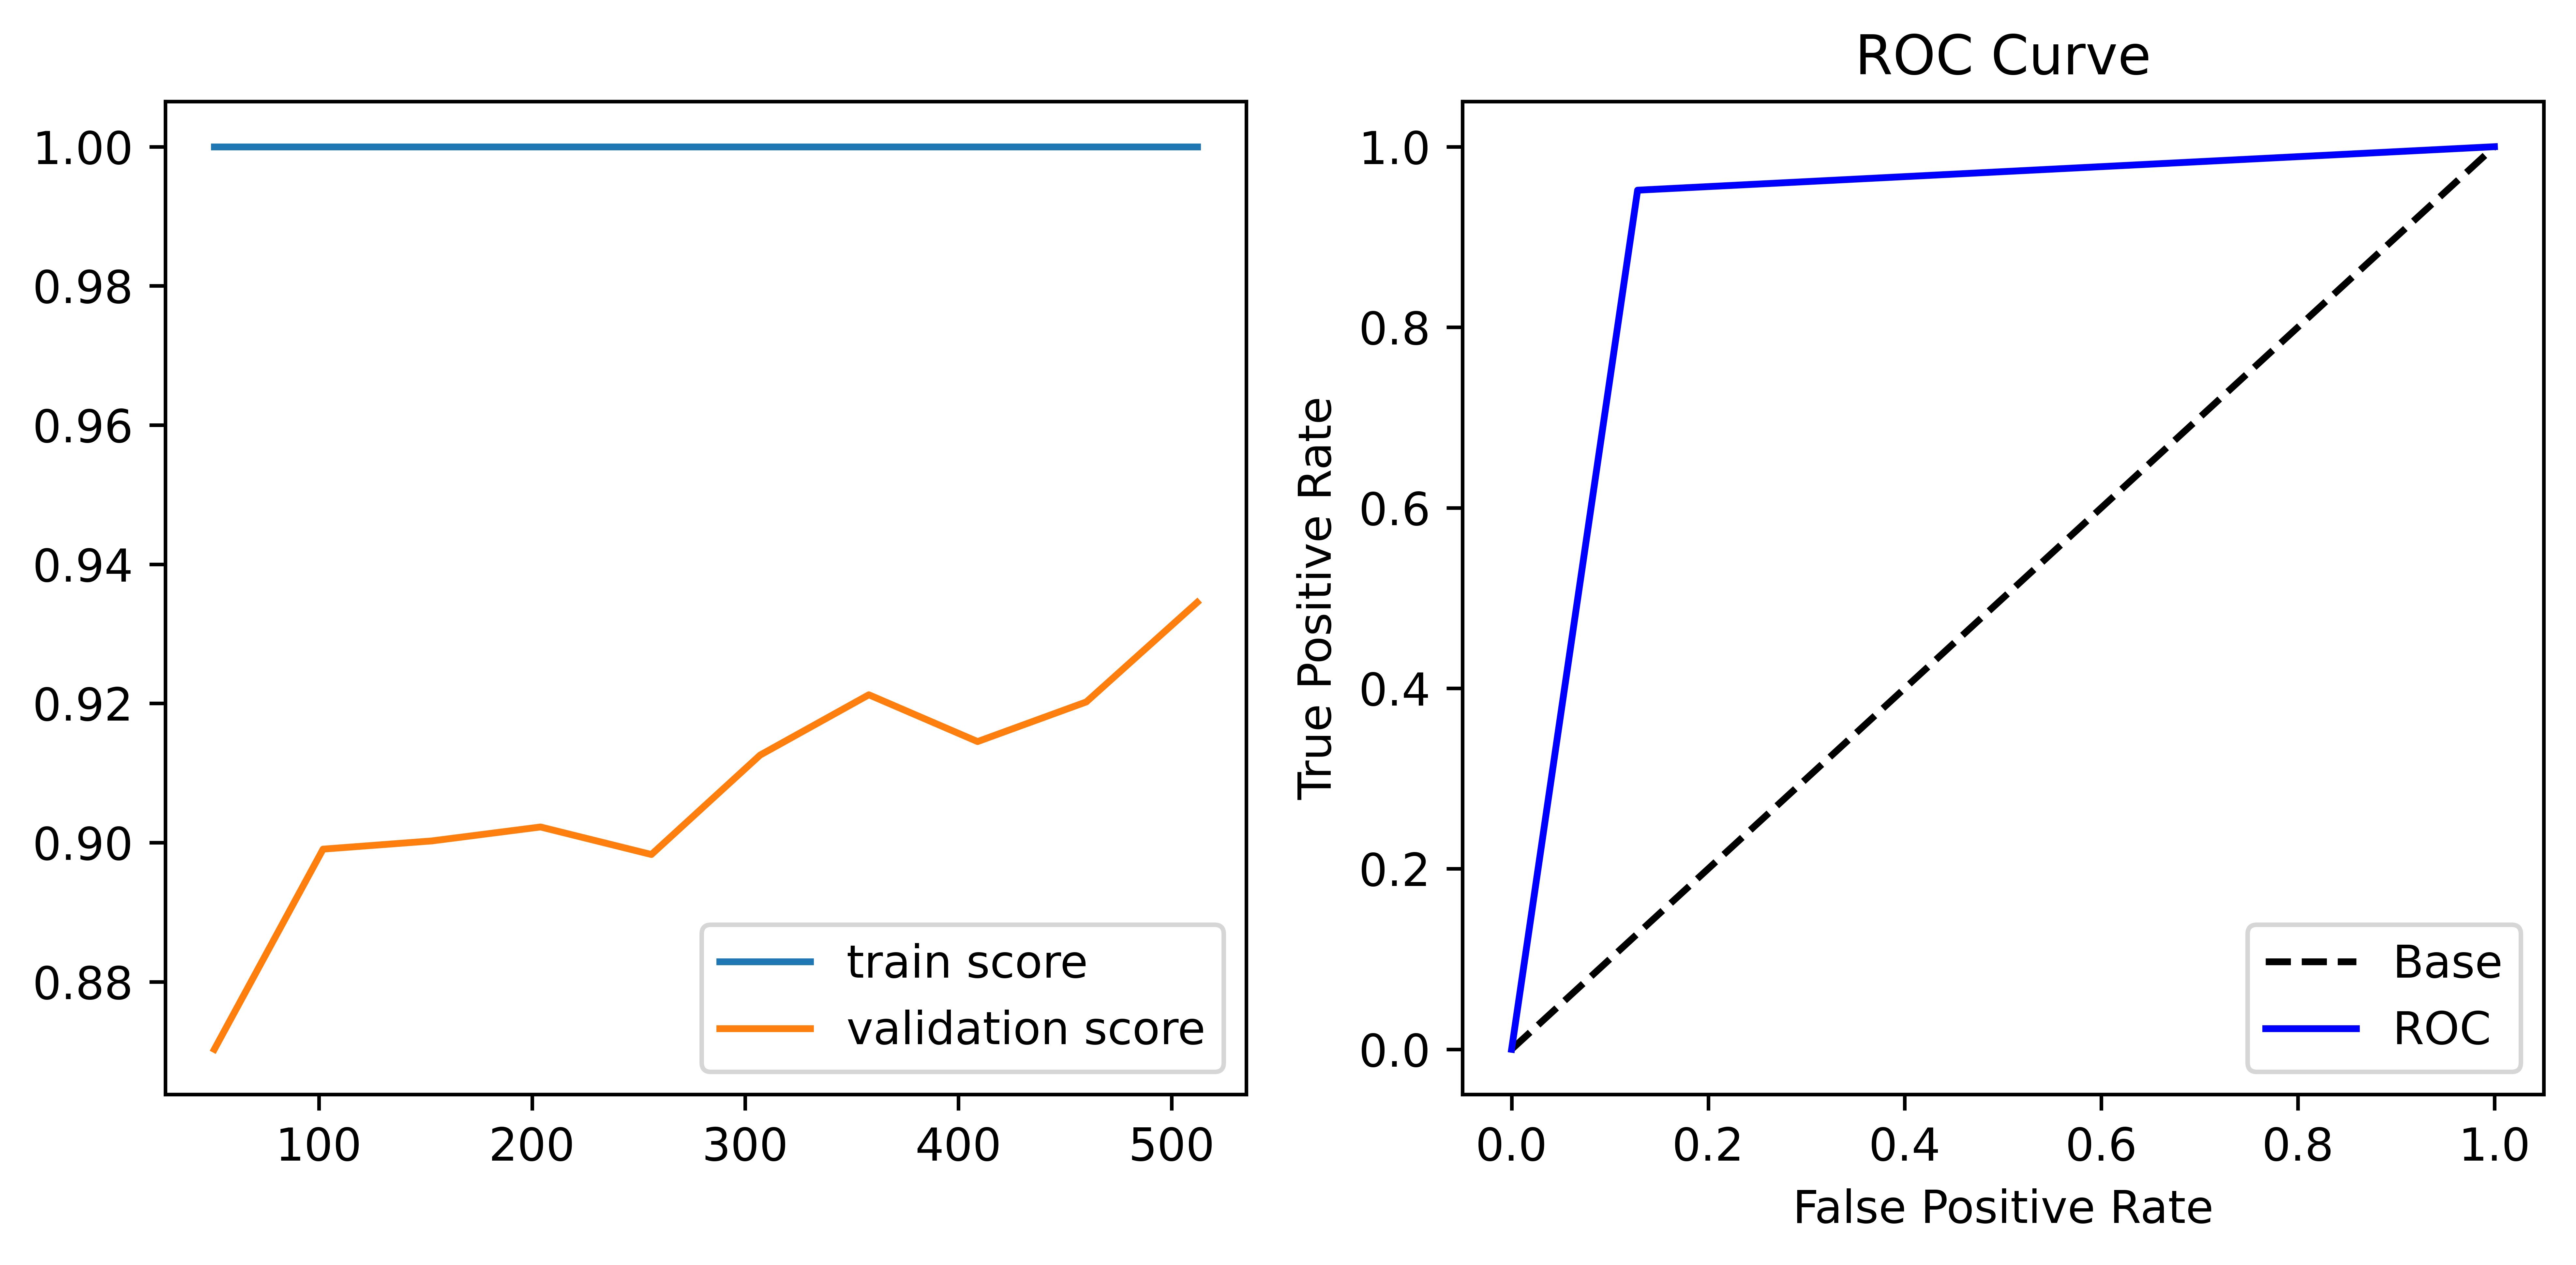 1.00
0.98
0.96
0.94
0.92
0.90
0.88
100 200 300 400 500
train score
validation score
ROC Curve
True Positive Rate
1.0
0.8
0.6
0.4
0.2
0.0
0.0 0.2 0.4 0.6 0.8 1.0
False Positive Rate
Base
ROC